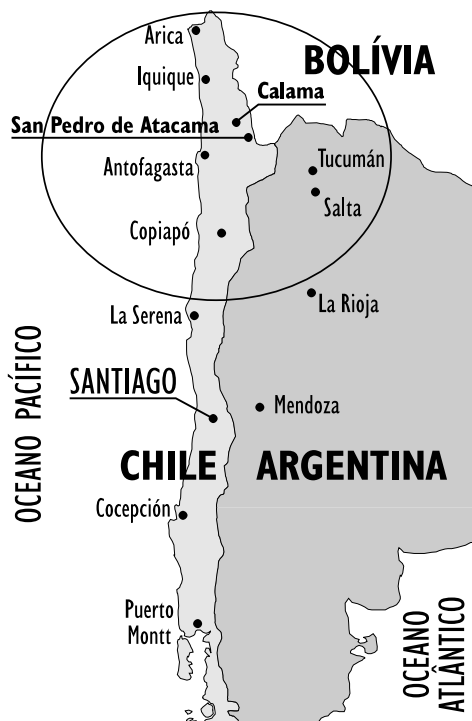 Arica
BOLÍVIA
Iquique
Calama
San Pedro de Atacama
Antofagasta
Tucumán
Salta
Copiapó
La Rioja
La Serena
OCEANO PACÍFICO
SANTIAGO
Mendoza
CHILE
ARGENTINA
Cocepción
Puerto
Montt
OCEANO
ATLÂNTICO